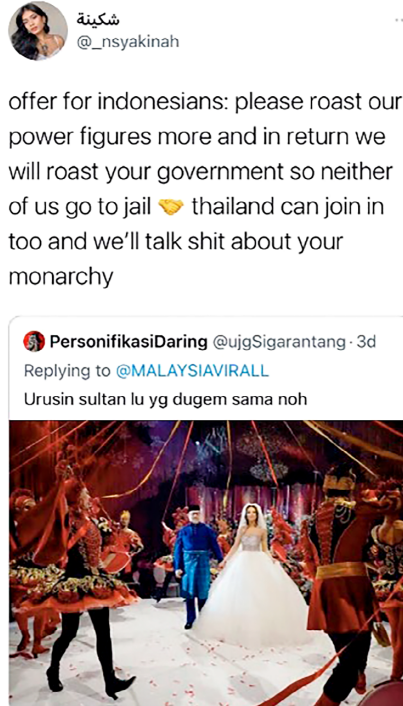 شكينة
@_nsyakinah
offer for indonesians: please roast our
power figures more and in return we
will roast your government so neither
of us go to jail 🤝 thailand can join in
too and we’ll talk shit about your
monarchy
PersonifikasiDaring @ujgSigarantang · 3d
Replying to @MALAYSIAVIRALL
Urusin sultan lu yg dugem sama noh